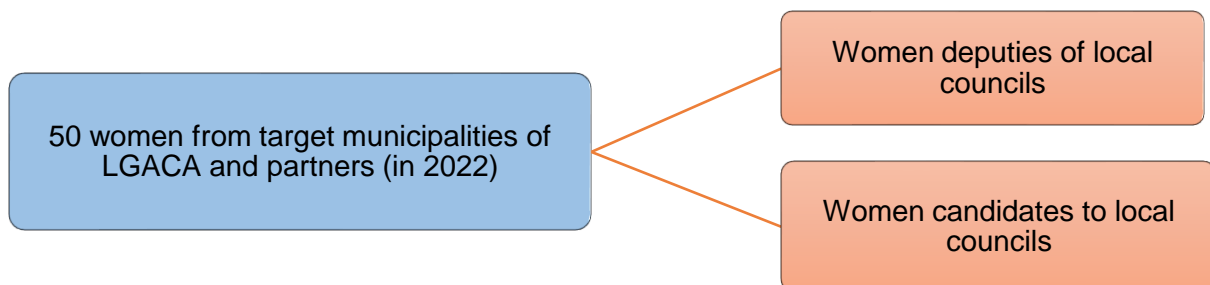 50 women from target municipalities of
LGACA and partners (in 2022)
Women deputies of local
councils
Women candidates to local
councils